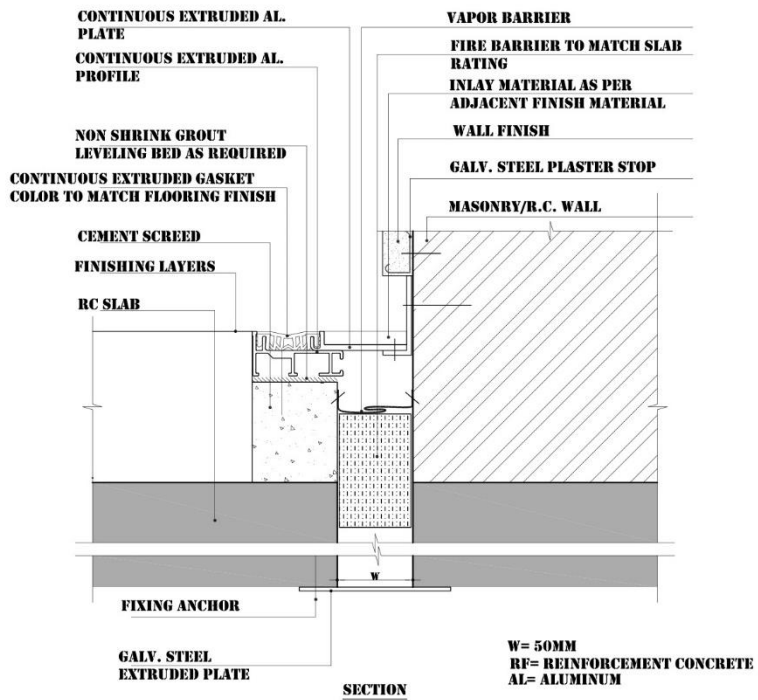 CONTINUOUS EXTRUDED AL.
PLATE
CONTINUOUS EXTRUDED AL.
PROFILE
NON SHRINK GROUT
LEVELING BED AS REQUIRED
CONTINUOUS EXTRUDED GASKET
COLOR TO MATCH FLOORING FINISH
CEMENT SCREED
FINISHING LAYERS
RC SLAB
VAPOR BARRIER
FIRE BARRIER TO MATCH SLAB
RATING
INLAY MATERIAL AS PER
ADJACENT FINISH MATERIAL
WALL FINISH
GALV. STEEL PLASTER STOP
MASONRY/R.C. WALL
W
FIXING ANCHOR
GALV. STEEL
EXTRUDED PLATE
SECTION
W= 50MM
RF= REINFORCEMENT CONCRETE
AL= ALUMINUM